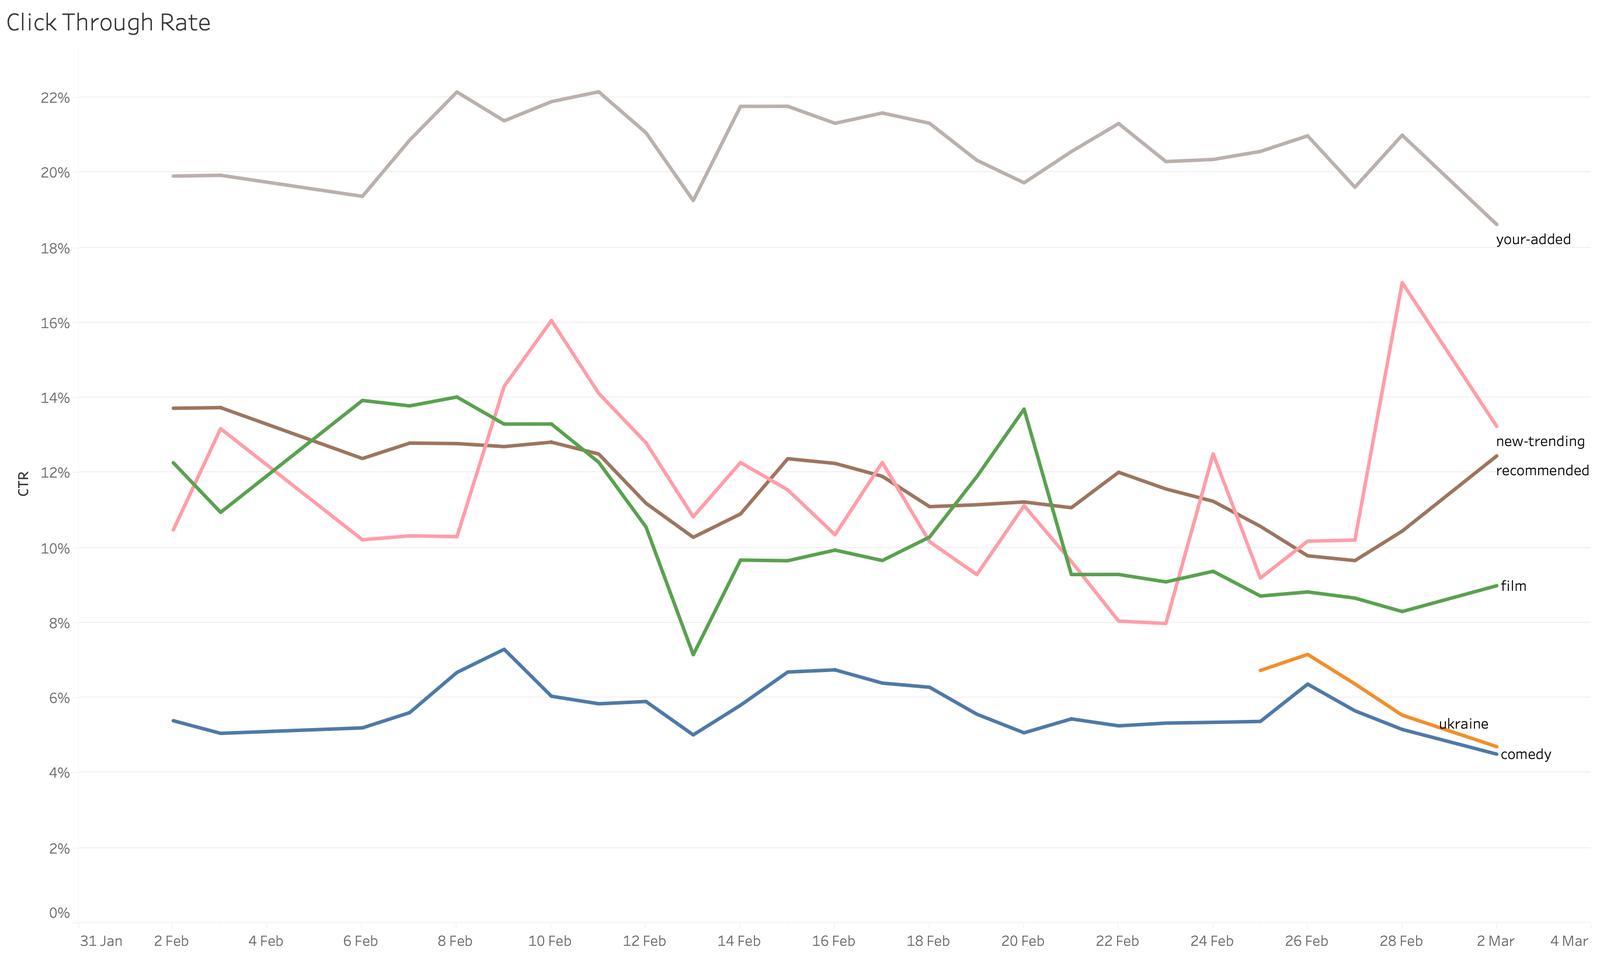 Click Through Rate
22%
20%
18%
16%
14%
12%
10%
8%
6%
4%
2%
0%
CTR
your-added
new-trending
recommended
film
ukraine
comedy
31 Jan 2 Feb 4 Feb 6 Feb 8 Feb 10 Feb 12 Feb 14 Feb 16 Feb 18 Feb 20 Feb 22 Feb 24 Feb 26 Feb 28 Feb 2 Mar 4 Mar